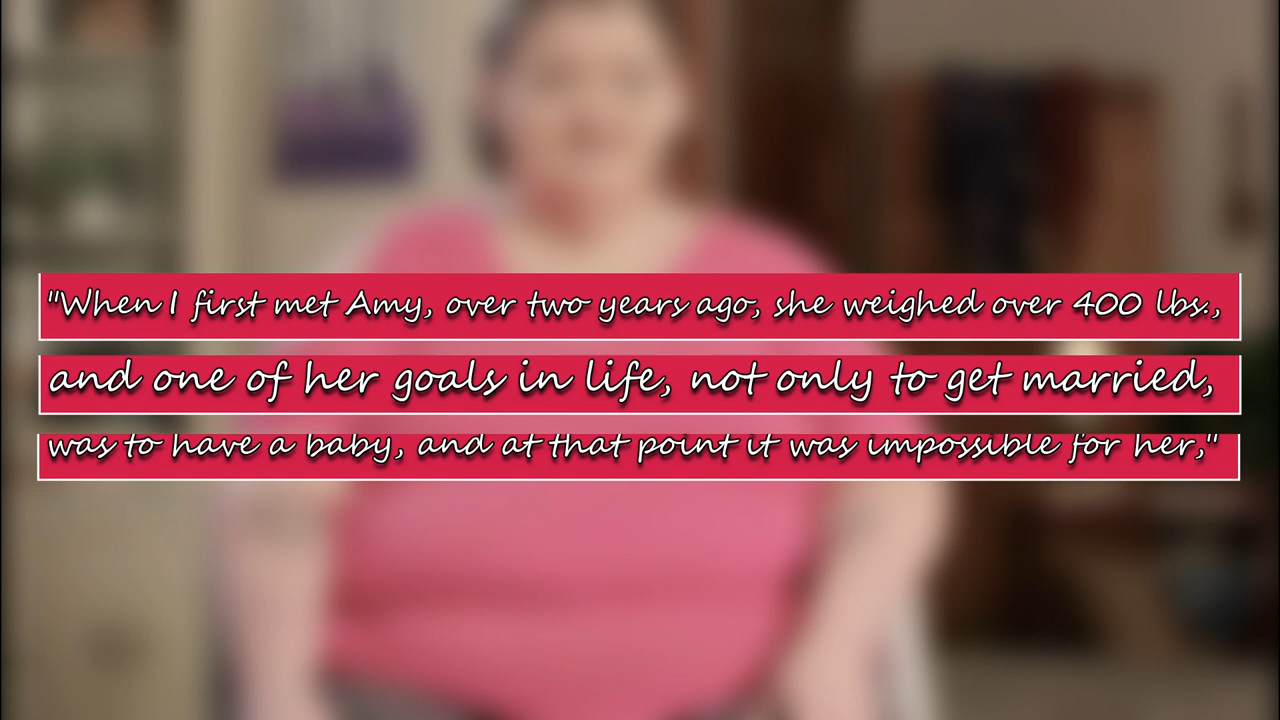 "When I first met Amy, over two years ago, she weighed over 400 lbs.,
and one of her goals in life, not only to get married,
was to have a baby, and at that point it was impossible for her,"